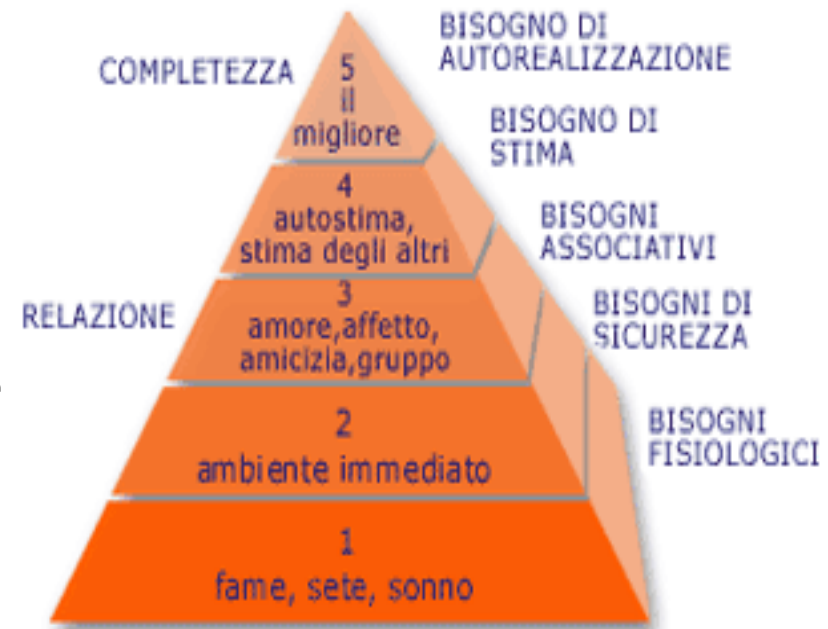 COMPLETEZZA
RELAZIONE
5
il
migliore
4
autostima,
stima degli altri
3
amore,affetto,
amicizia,gruppo
2
ambiente immediato
1
fame, sete, sonno
BISOGNO DI
AUTOREALIZZAZIONE
BISOGNO DI
STIMA
BISOGNI
ASSOCIATIVI
BISOGNI DI
SICUREZZA
BISOGNI
FISIOLOGICI